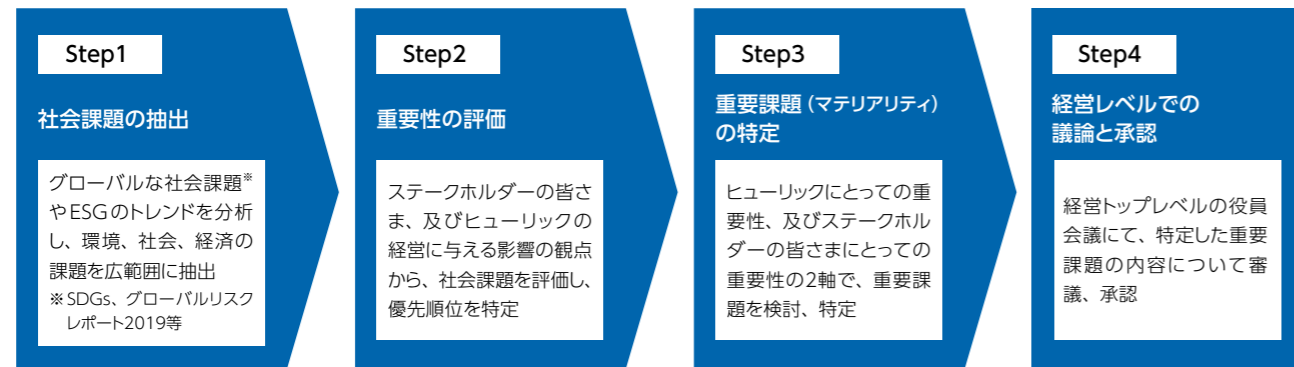 Step1
社会課題の抽出
グローバルな社会課題※
やESGのトレンドを分析
し、環境、社会、経済の
課題を広範囲に抽出
※SDGs、グローバルリスク
レポート2019等
Step2
重要性の評価
ステークホルダーの皆さ
ま、及びヒューリックの
経営に与える影響の観点
から、社会課題を評価し、
優先順位を特定
Step3
重要課題（マテリアリティ）
の特定
ヒューリックにとっての重
要性、及びステークホル
ダーの皆さまにとっての
重要性の2軸で、重要課
題を検討、特定
Step4
経営レベルでの
議論と承認
経営トップレベルの役員
会議にて、特定した重要
課題の内容について審
議、承認